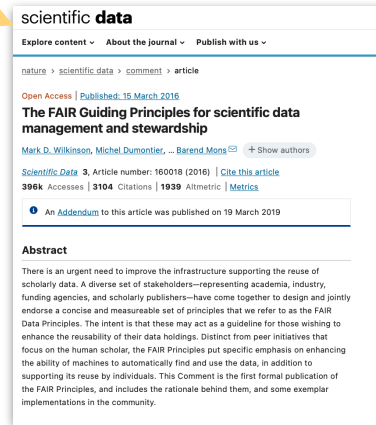 scientific data
Explore content About the journal Publish with us
nature > scientific data > comment > article
Open Access | Published: 15 March 2016
The FAIR Guiding Principles for scientific data
management and stewardship
Mark D. Wilkinson, Michel Dumontier, … Barend Mons + Show authors
Scientific Data 3, Article number: 160018 (2016) | Cite this article
396k Accesses | 3104 Citations | 1939 Altmetric | Metrics
An Addendum to this article was published on 19 March 2019
Abstract
There is an urgent need to improve the infrastructure supporting the reuse of
scholarly data. A diverse set of stakeholders—representing academia, industry,
funding agencies, and scholarly publishers—have come together to design and jointly
endorse a concise and measureable set of principles that we refer to as the FAIR
Data Principles. The intent is that these may act as a guideline for those wishing to
enhance the reusability of their data holdings. Distinct from peer initiatives that
focus on the human scholar, the FAIR Principles put specific emphasis on enhancing
the ability of machines to automatically find and use the data, in addition to
supporting its reuse by individuals. This Comment is the first formal publication of
the FAIR Principles, and includes the rationale behind them, and some exemplar
implementations in the community.